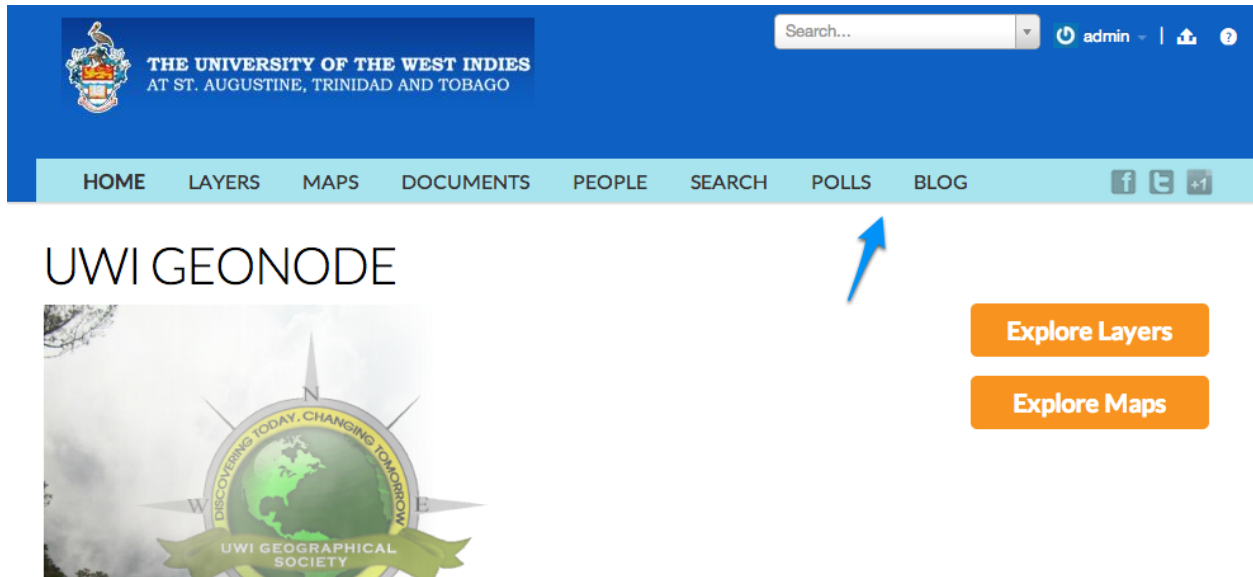 Search...
admin
THE UNIVERSITY OF THE WEST INDIES
AT ST. AUGUSTINE, TRINIDAD AND TOBAGO
HOME LAYERS MAPS DOCUMENTS PEOPLE SEARCH POLLS BLOG f t +1
UWI GEONODE
Explore Layers
Explore Maps
N
DISCOVERING TODAY, CHANGING TOMORROW
W E
UWI GEOGRAPHICAL
SOCIETY